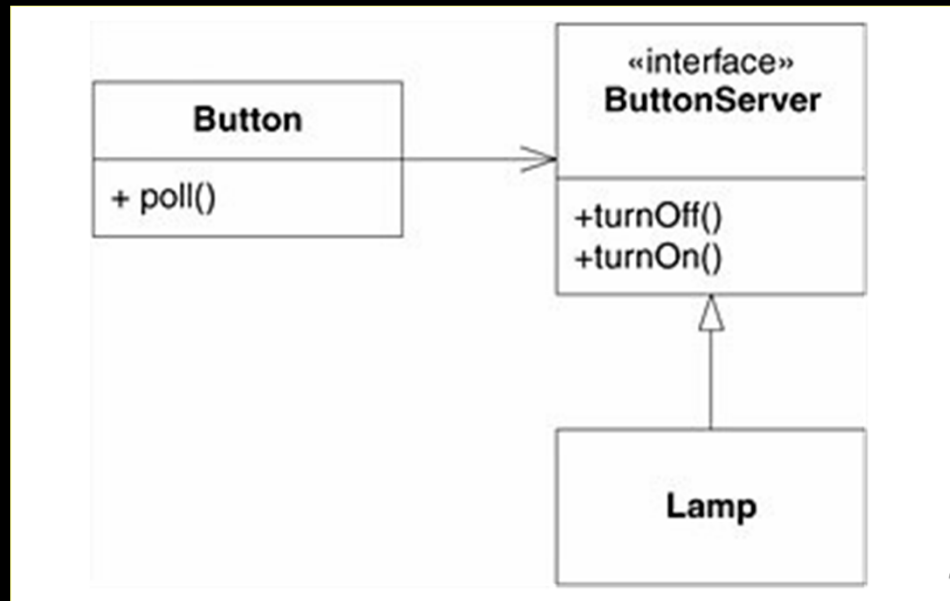 Button
+ poll()
«interface»
ButtonServer
+turnOff()
+turnOn()
Lamp